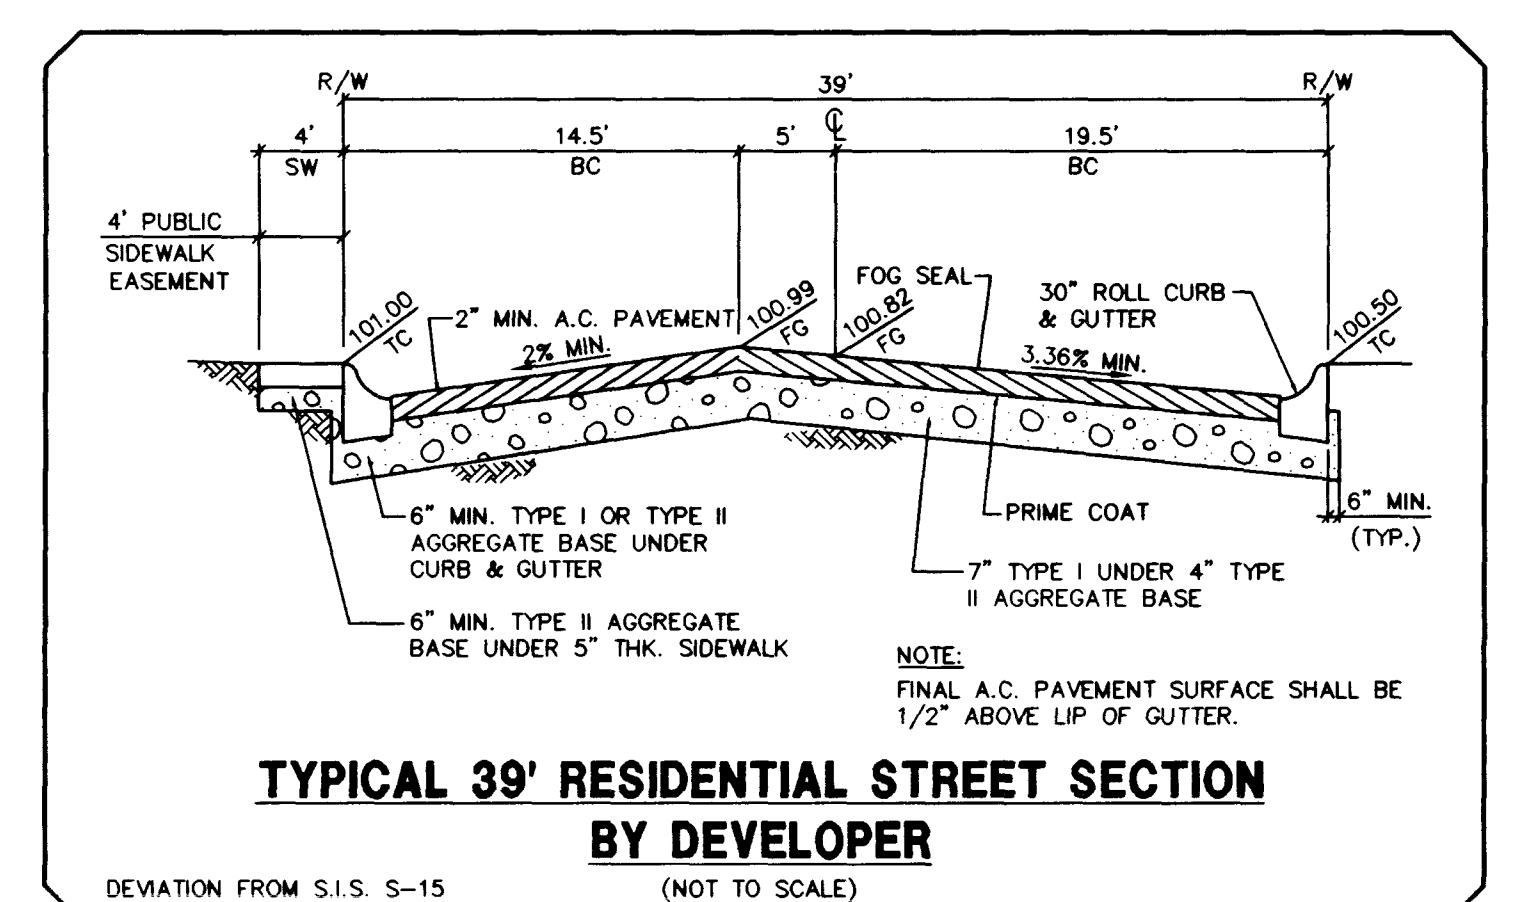 R/W
39'
R/W
4'
14.5'
5'
℄
19.5'
SW
BC
BC
4' PUBLIC
SIDEWALK
EASEMENT
101.00
TC
2" MIN. A.C. PAVEMENT
2% MIN.
100.99
FG
100.82
FG
FOG SEAL
3.36% MIN.
30" ROLL CURB
& GUTTER
100.50
TC
6" MIN. TYPE I OR TYPE II
AGGREGATE BASE UNDER
CURB & GUTTER
PRIME COAT
6" MIN.
(TYP.)
7" TYPE I UNDER 4" TYPE
II AGGREGATE BASE
6" MIN. TYPE II AGGREGATE
BASE UNDER 5" THK. SIDEWALK
NOTE:
FINAL A.C. PAVEMENT SURFACE SHALL BE
1/2" ABOVE LIP OF GUTTER.
TYPICAL 39' RESIDENTIAL STREET SECTION
BY DEVELOPER
DEVIATION FROM S.I.S. S-15
(NOT TO SCALE)